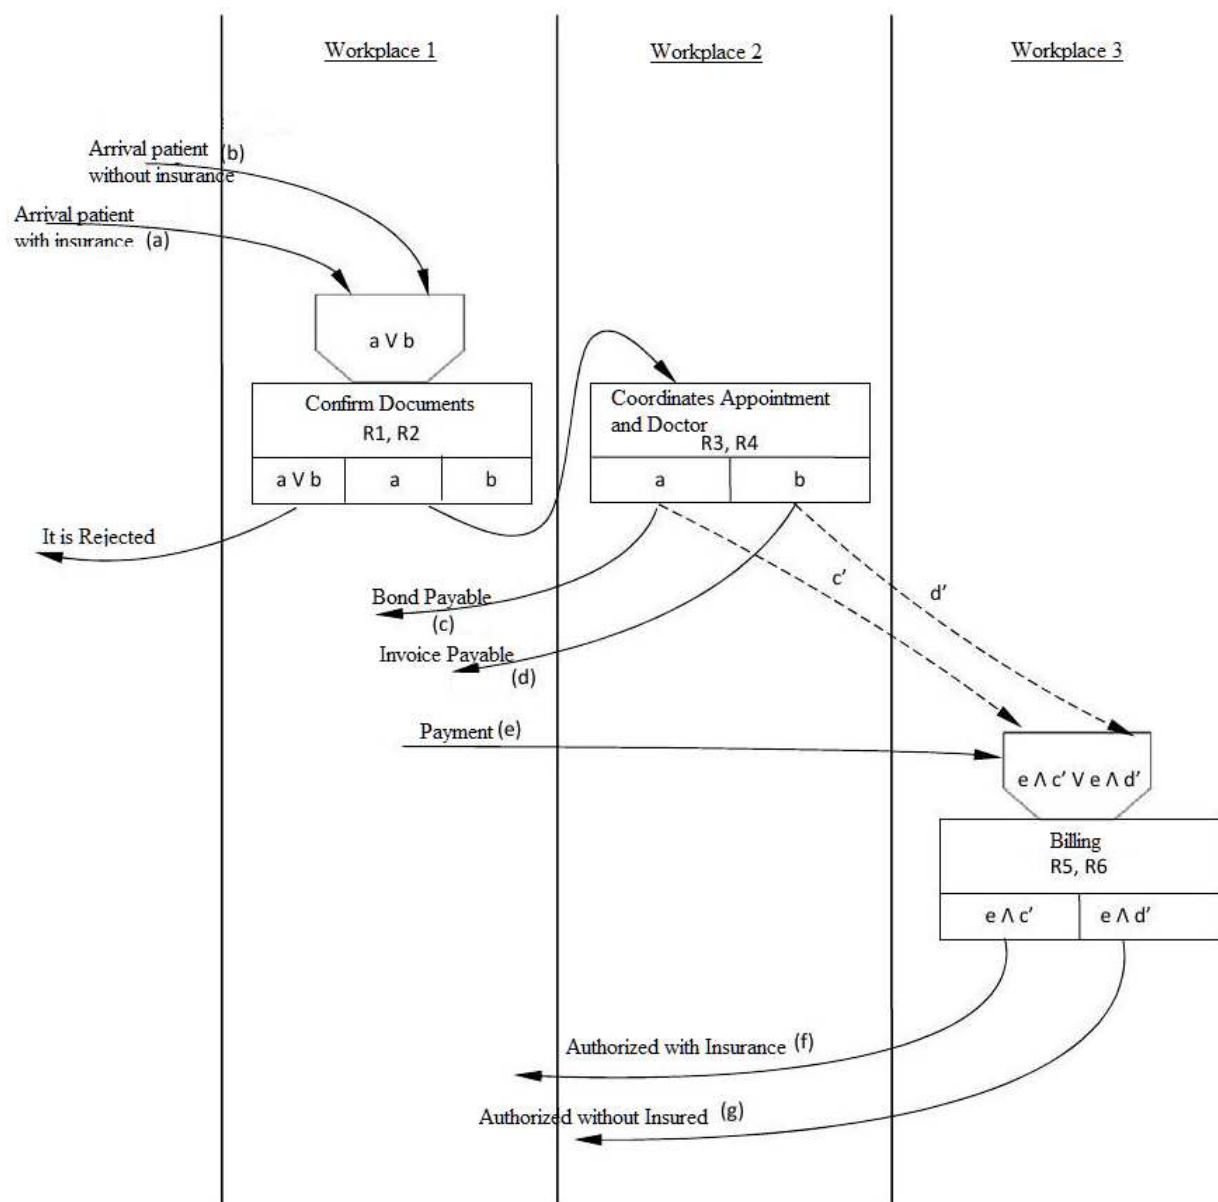 Workplace 1
Workplace 2
Workplace 3
Arrival patient (b)
without insurance
Arrival patient
with insurance (a)
a V b
Confirm Documents
R1, R2
a V b
a
b
Coordinates Appointment
and Doctor
R3, R4
a
b
It is Rejected
c’
d’
Bond Payable
(c)
Invoice Payable
(d)
Payment (e)
e Λ c’ V e Λ d’
Billing
R5, R6
e Λ c’
e Λ d’
Authorized with Insurance (f)
Authorized without Insured (g)